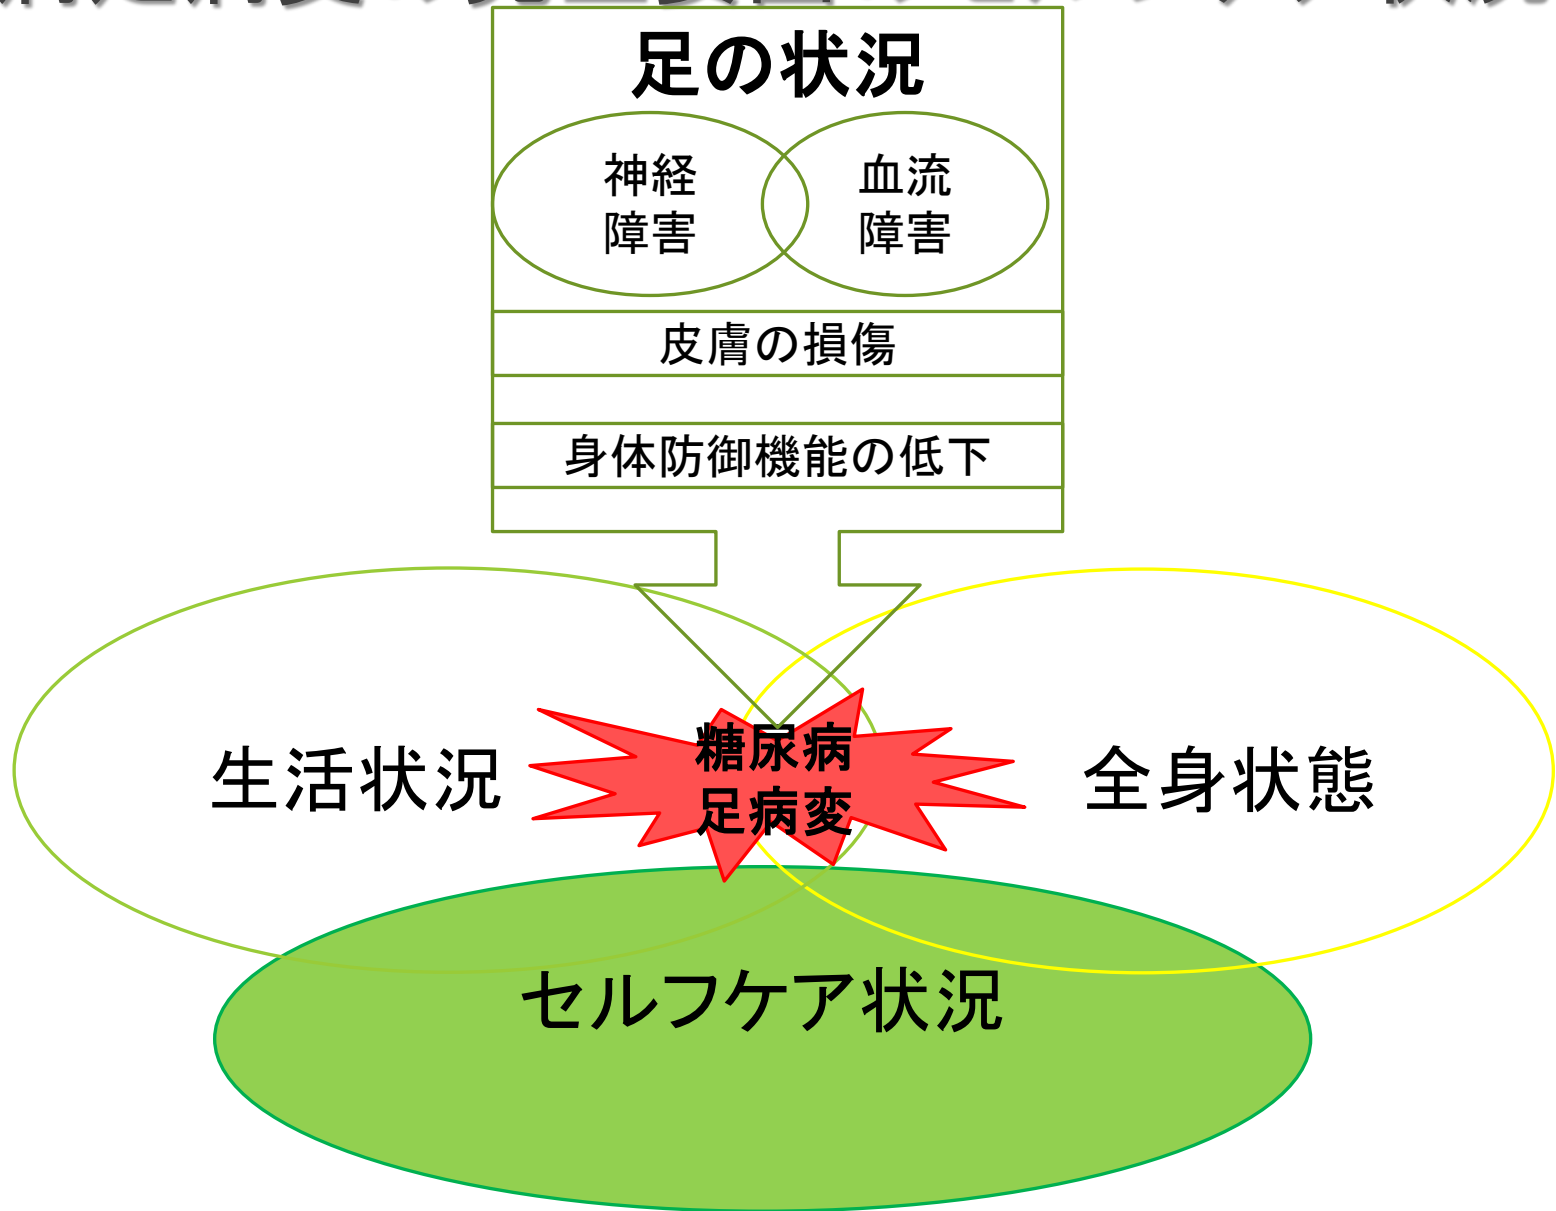 足の状況
神経
障害
血流
障害
皮膚の損傷
身体防御機能の低下
糖尿病
足病変
生活状況
全身状態
セルフケア状況